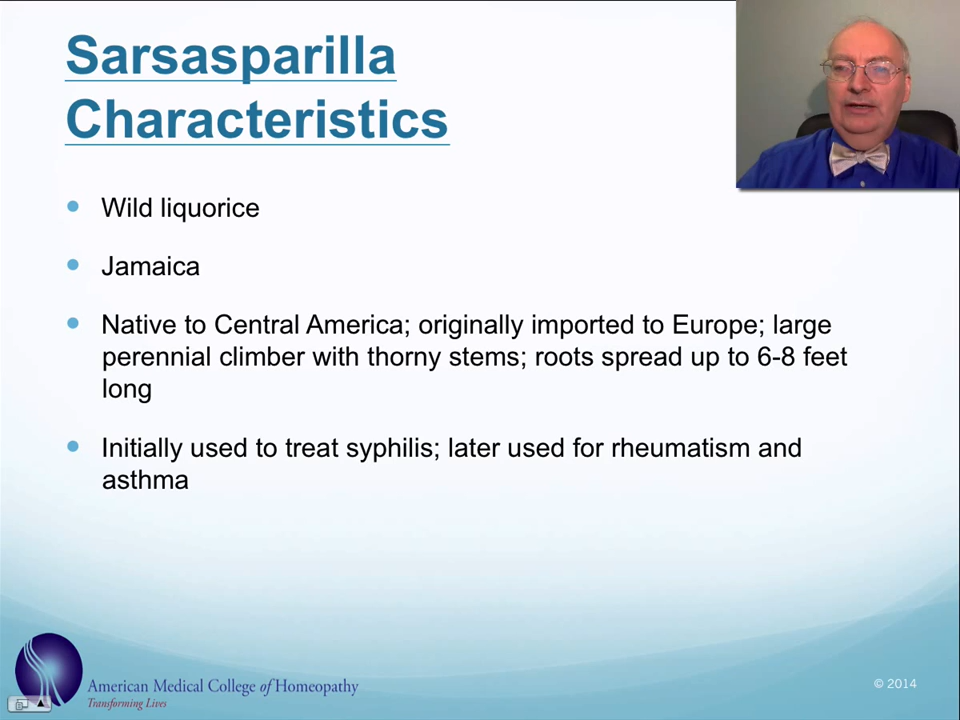 Sarsasparilla
Characteristics
Wild liquorice
Jamaica
Native to Central America; originally imported to Europe; large
perennial climber with thorny stems; roots spread up to 6-8 feet
long
Initially used to treat syphilis; later used for rheumatism and
asthma
American Medical College of Homeopathy
Transforming Lives
© 2014